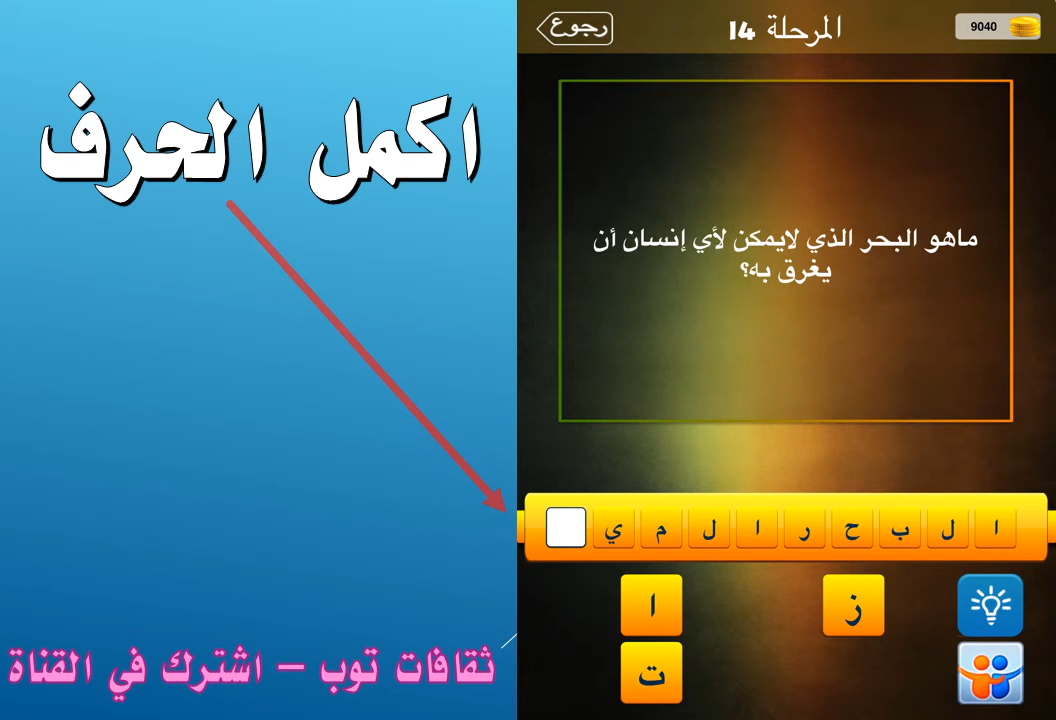 اكمل الحرف
ثقافات توب – اشترك في القناة
رجوع
المرحلة 14
9040
ماهو البحر الذي لايمكن لأي إنسان أن
يغرق به؟
ا ل ب ح ر ا ل م ي
ا
ز
ت